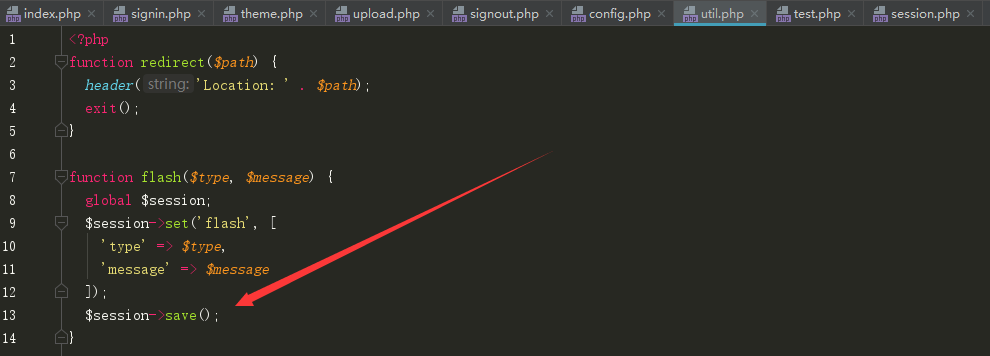 index.php signin.php theme.php upload.php signout.php config.php util.php test.php session.php
1 <?php
2 function redirect($path) {
3 header( string: 'Location: ' . $path);
4 exit();
5 }
6
7 function flash($type, $message) {
8 global $session;
9 $session->set('flash', [
10 'type' => $type,
11 'message' => $message
12 ]);
13 $session->save();
14 }